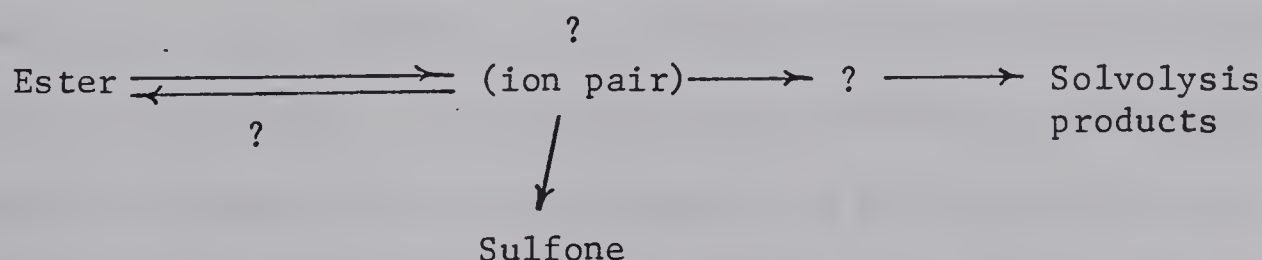 ?
Ester (ion pair) ? Solvolysis
products
?
Sulfone